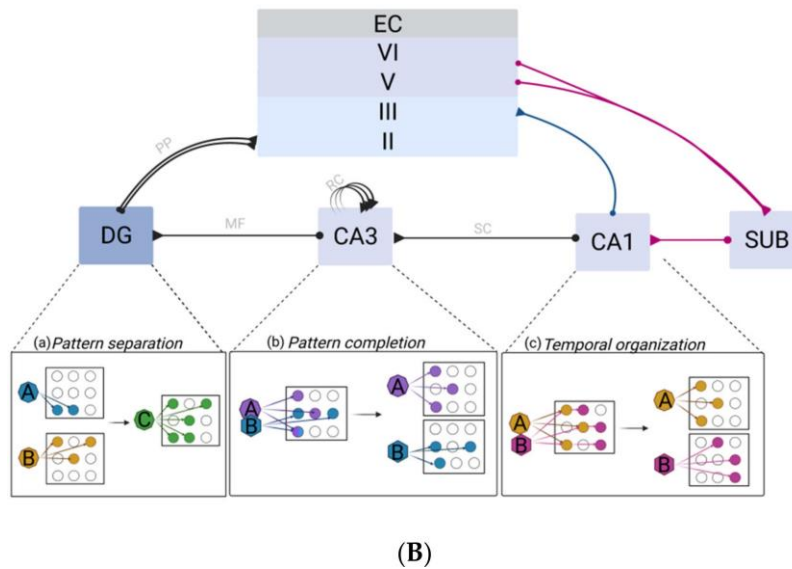 EC
VI
V
III
II
PP
RC
DG
MF
CA3
SC
CA1
SUB
(a)Pattern separation
A
B
C
(b)Pattern completion
A
B
A
B
(c)Temporal organization
A
B
A
B
(B)